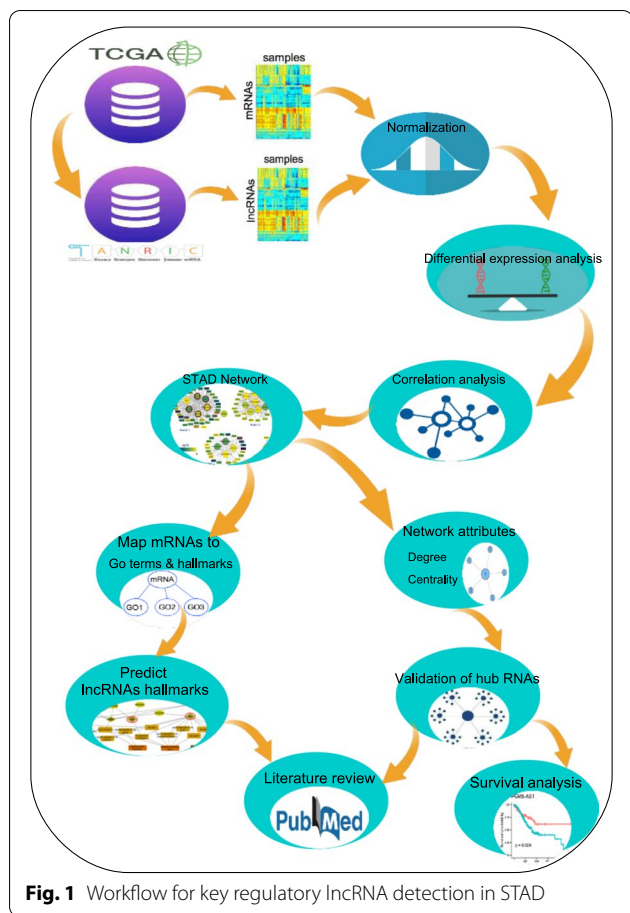 TCGA
samples
mRNAs
samples
lncRNAs
TANRIC
Normalization
Differential expression analysis
STAD Network
Correlation analysis
Map mRNAs to
Go terms & hallmarks
mRNA
GO1 GO2 GO3
Network attributes
Degree
Centrality
Predict
lncRNAs hallmarks
Validation of hub RNAs
Literature review
PubMed
Survival analysis
Fig. 1 Workflow for key regulatory lncRNA detection in STAD